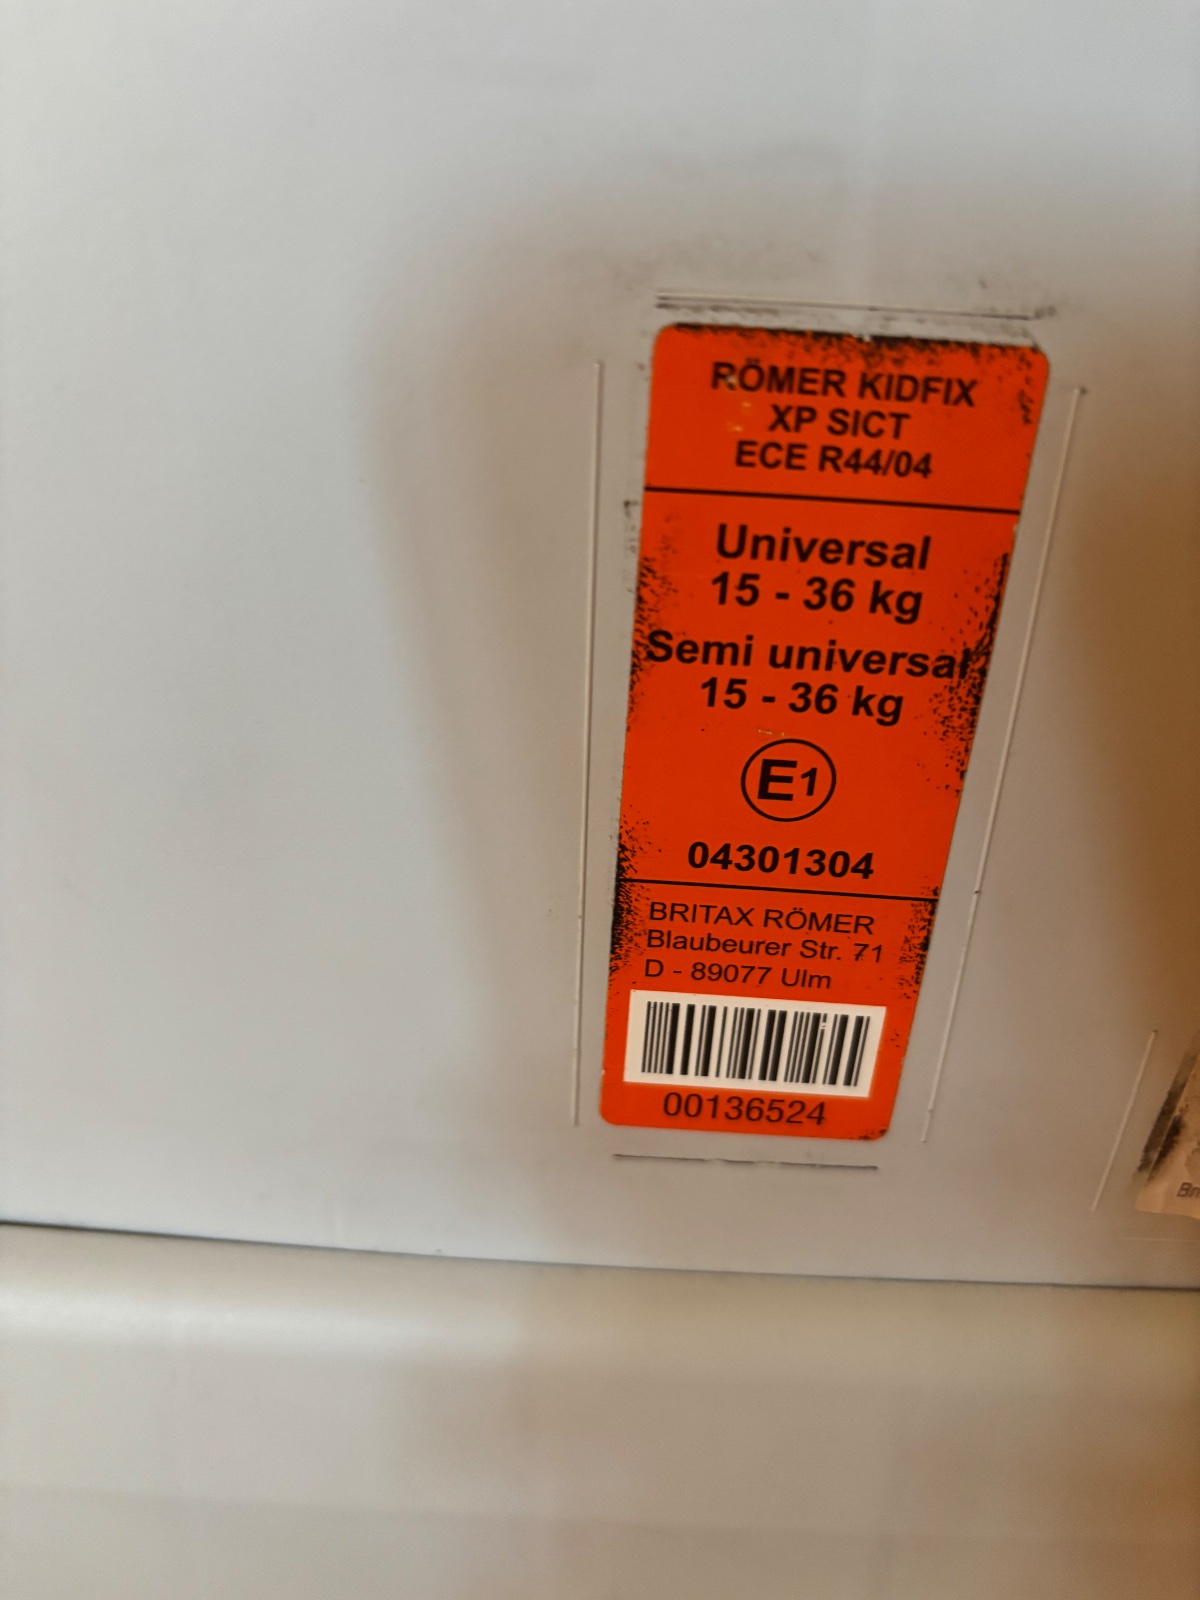 RÖMER KIDFIX
XP SICT
ECE R44/04
Universal
15 - 36 kg
Semi universal
15 - 36 kg
E1
04301304
BRITAX RÖMER
Blaubeurer Str. 71
D - 89077 Ulm
00136524